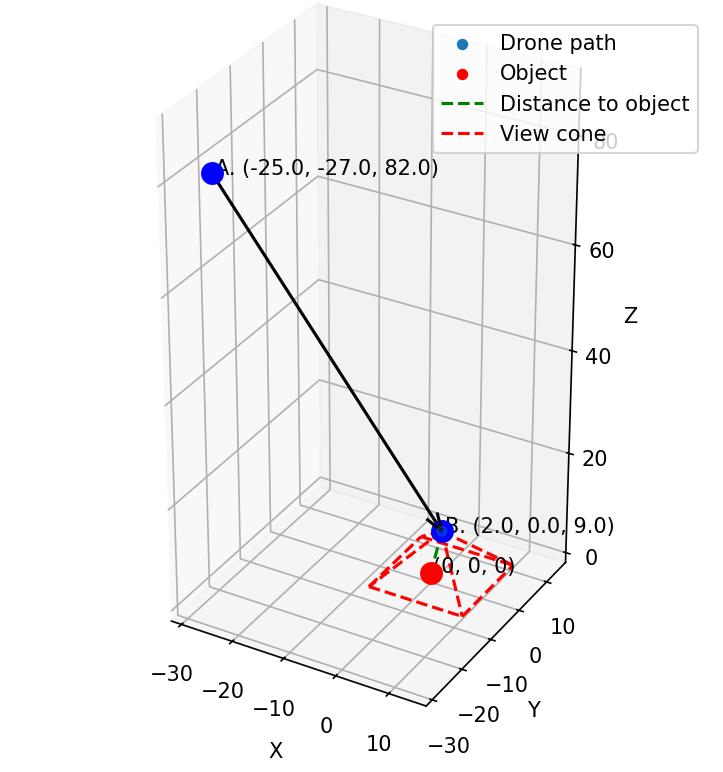 Drone path
Object
Distance to object
View cone
80
A. (-25.0, -27.0, 82.0)
60
Z
40
20
B. (2.0, 0.0, 9.0)
0
(0, 0, 0)
10
0
−10
−20
−30
Y
−30
−20
−10
0
10
X